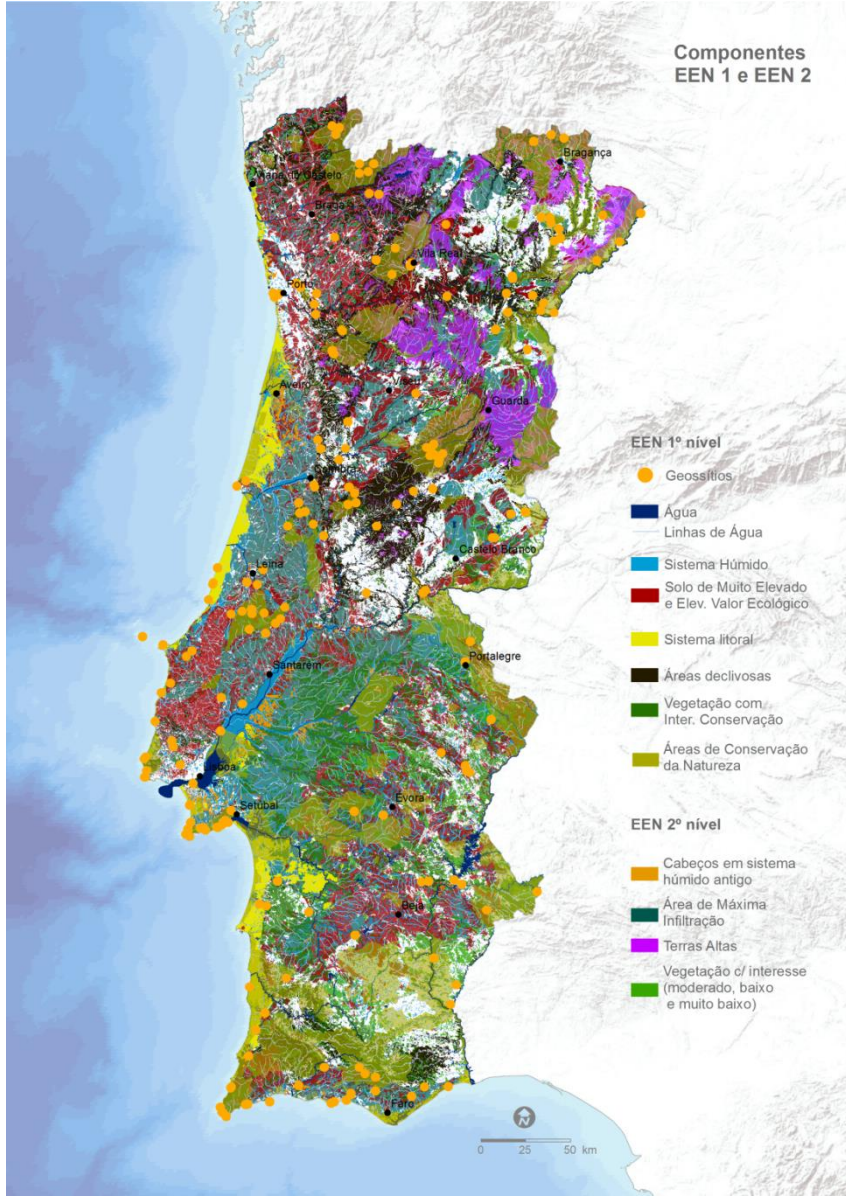 Componentes
EEN 1 e EEN 2
Bragança
Viana do Castelo
Braga
Vila Real
Porto
Aveiro
Viseu
Guarda
Coimbra
Castelo Branco
Leiria
Santarém
Portalegre
Lisboa
Setúbal
Évora
Beja
Faro
EEN 1º nível
Geossítios
Água
Linhas de Água
Sistema Húmido
Solo de Muito Elevado
e Elev. Valor Ecológico
Sistema litoral
Áreas declivosas
Vegetação com
Inter. Conservação
Áreas de Conservação
da Natureza
EEN 2º nível
Cabeços em sistema
húmido antigo
Área de Máxima
Infiltração
Terras Altas
Vegetação c/ interesse
(moderado, baixo
e muito baixo)
N
0 25 50 km